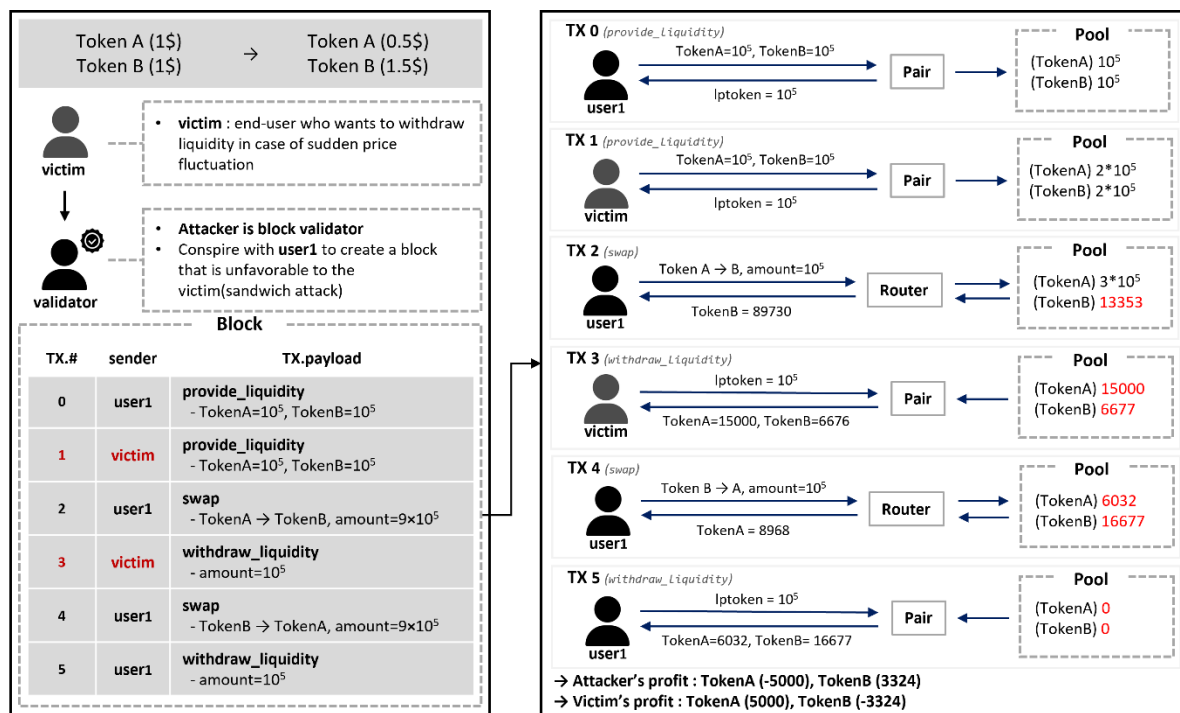 Token A (1$) → Token A (0.5$)
Token B (1$) Token B (1.5$)
victim
• victim : end-user who wants to withdraw
liquidity in case of sudden price
fluctuation
validator
• Attacker is block validator
• Conspire with user1 to create a block
that is unfavorable to the
victim(sandwich attack)
Block
TX.# sender TX.payload
0 user1 provide_liquidity
- TokenA=10⁵, TokenB=10⁵
1 victim provide_liquidity
- TokenA=10⁵, TokenB=10⁵
2 user1 swap
- TokenA → TokenB, amount=9×10⁵
3 victim withdraw_liquidity
- amount=10⁵
4 user1 swap
- TokenB → TokenA, amount=9×10⁵
5 user1 withdraw_liquidity
- amount=10⁵
TX 0 (provide_liquidity)
user1
TokenA=10⁵, TokenB=10⁵
lptoken = 10⁵
Pair
Pool
(TokenA) 10⁵
(TokenB) 10⁵
TX 1 (provide_liquidity)
victim
TokenA=10⁵, TokenB=10⁵
lptoken = 10⁵
Pair
Pool
(TokenA) 2*10⁵
(TokenB) 2*10⁵
TX 2 (swap)
user1
Token A → B, amount=10⁵
TokenB = 89730
Router
Pool
(TokenA) 3*10⁵
(TokenB) 13353
TX 3 (withdraw_liquidity)
victim
lptoken = 10⁵
TokenA=15000, TokenB=6676
Pair
Pool
(TokenA) 15000
(TokenB) 6677
TX 4 (swap)
user1
Token B → A, amount=10⁵
TokenA = 8968
Router
Pool
(TokenA) 6032
(TokenB) 16677
TX 5 (withdraw_liquidity)
user1
lptoken = 10⁵
TokenA=6032, TokenB= 16677
Pair
Pool
(TokenA) 0
(TokenB) 0
→ Attacker's profit : TokenA (-5000), TokenB (3324)
→ Victim's profit : TokenA (5000), TokenB (-3324)